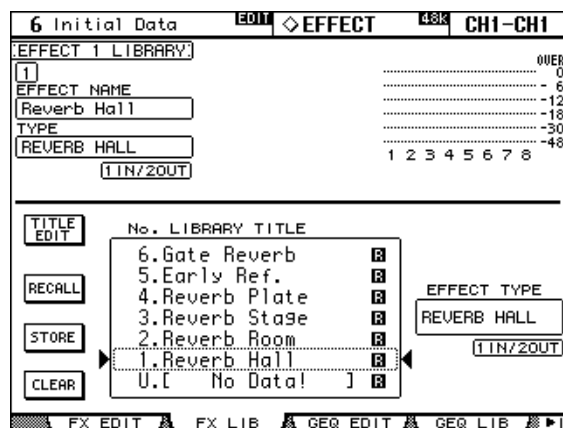 6 Initial Data EDIT ◇EFFECT 48K CH1-CH1
EFFECT 1 LIBRARY
1
EFFECT NAME
Reverb Hall
TYPE
REVERB HALL
1IN/2OUT
OVER
0
- 6
-12
-18
-30
-48
1 2 3 4 5 6 7 8
TITLE EDIT
RECALL
STORE
CLEAR
No. LIBRARY TITLE
6.Gate Reverb R
5.Early Ref. R
4.Reverb Plate R
3.Reverb Stage R
2.Reverb Room R
1.Reverb Hall R
U.[ No Data! ] R
EFFECT TYPE
REVERB HALL
1IN/2OUT
FX EDIT FX LIB GEQ EDIT GEQ LIB